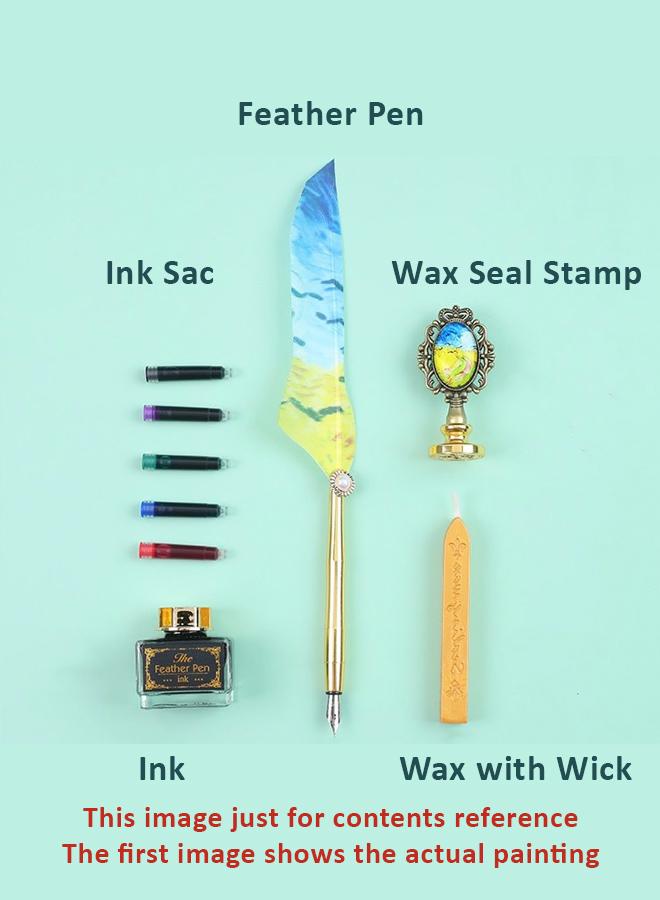 Feather Pen
Ink Sac
Wax Seal Stamp
The
Feather Pen
ink
Ink
Wax with Wick
This image just for contents reference
The first image shows the actual painting